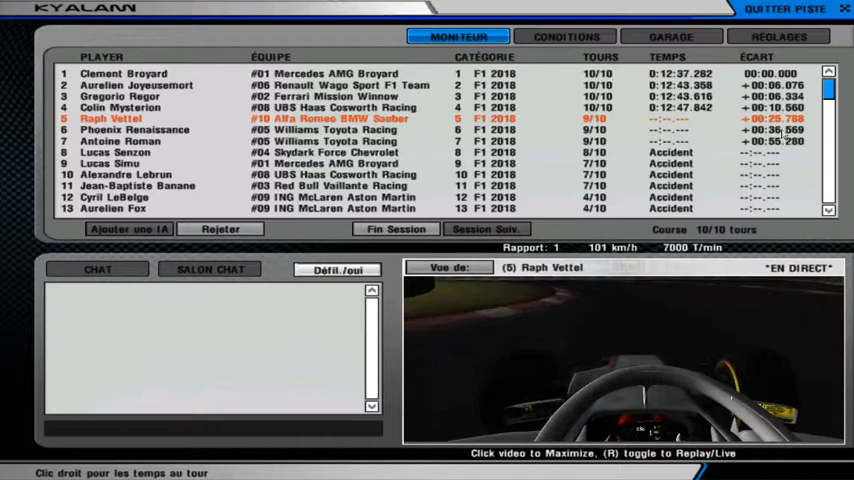 KYALAMI QUITTER PISTE
MONITEUR CONDITIONS GARAGE RÉGLAGES
PLAYER ÉQUIPE CATÉGORIE TOURS TEMPS ÉCART
1 Clement Broyard #01 Mercedes AMG Broyard 1 F1 2018 10/10 0:12:37.282 00:00.000
2 Aurelien Joyeusemort #06 Renault Wago Sport F1 Team 2 F1 2018 10/10 0:12:43.358 +00:06.076
3 Gregorio Regor #02 Ferrari Mission Winnow 3 F1 2018 10/10 0:12:43.616 +00:06.334
4 Colin Mysterion #08 UBS Haas Courtset Racing 4 F1 2018 10/10 0:12:47.842 +00:10.560
5 Raph Vettel #10 Alfa Romeo BMW Sauber 5 F1 2018 9/10 --:--.--- +00:25.788
6 Phoenix Renaissance #05 Williams Toyota Racing 6 F1 2018 9/10 --:--.--- +00:36.569
7 Antoine Roman #05 Williams Toyota Racing 7 F1 2018 9/10 --:--.--- +00:55.280
8 Lucas Senzon #04 Skydark Force Chevrolet 8 F1 2018 8/10 Accident --:--.---
9 Lucas Simu #01 Mercedes AMG Broyard 9 F1 2018 7/10 Accident --:--.---
10 Alexandre Lebrun #08 UBS Haas Courtset Racing 10 F1 2018 7/10 Accident --:--.---
11 Jean-Baptiste Banane #03 Red Bull Vaillante Racing 11 F1 2018 7/10 Accident --:--.---
12 Cyril LeBelge #09 ING McLaren Aston Martin 12 F1 2018 4/10 Accident --:--.---
13 Aurelien Fox #09 ING McLaren Aston Martin 13 F1 2018 4/10 Accident --:--.---
Ajouter une IA Rejeter Fin Session Session Suiv. Course 10/10 tours
Rapport: 1 101 km/h 7000 T/min
CHAT SALON CHAT Défil./oui Vue de: (5) Raph Vettel *EN DIRECT*
Click video to Maximize, (R) toggle to Replay/Live
Clic droit pour les temps au tour